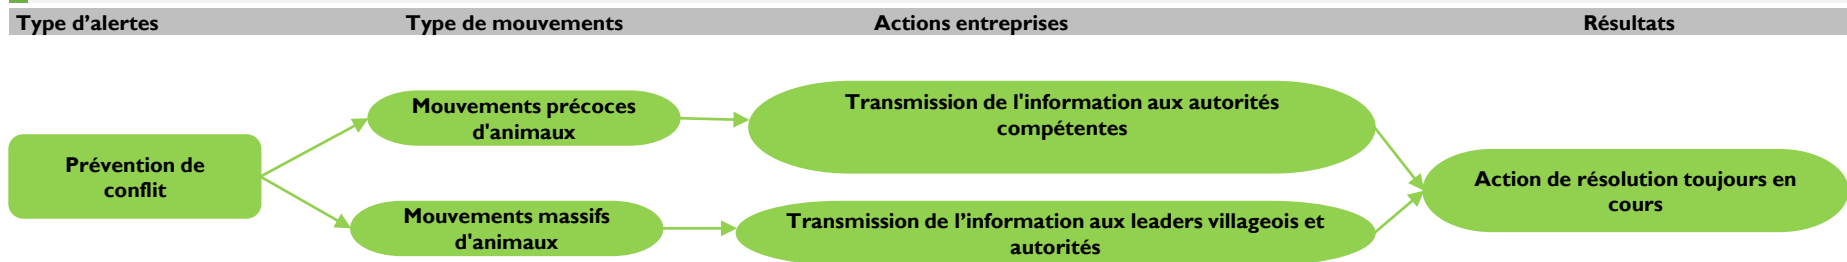 Type d’alertes Type de mouvements Actions entreprises Résultats
Mouvements précoces
d'animaux
Transmission de l'information aux autorités
compétentes
Prévention de
conflit
Action de résolution toujours en
cours
Mouvements massifs
d'animaux
Transmission de l’information aux leaders villageois et
autorités